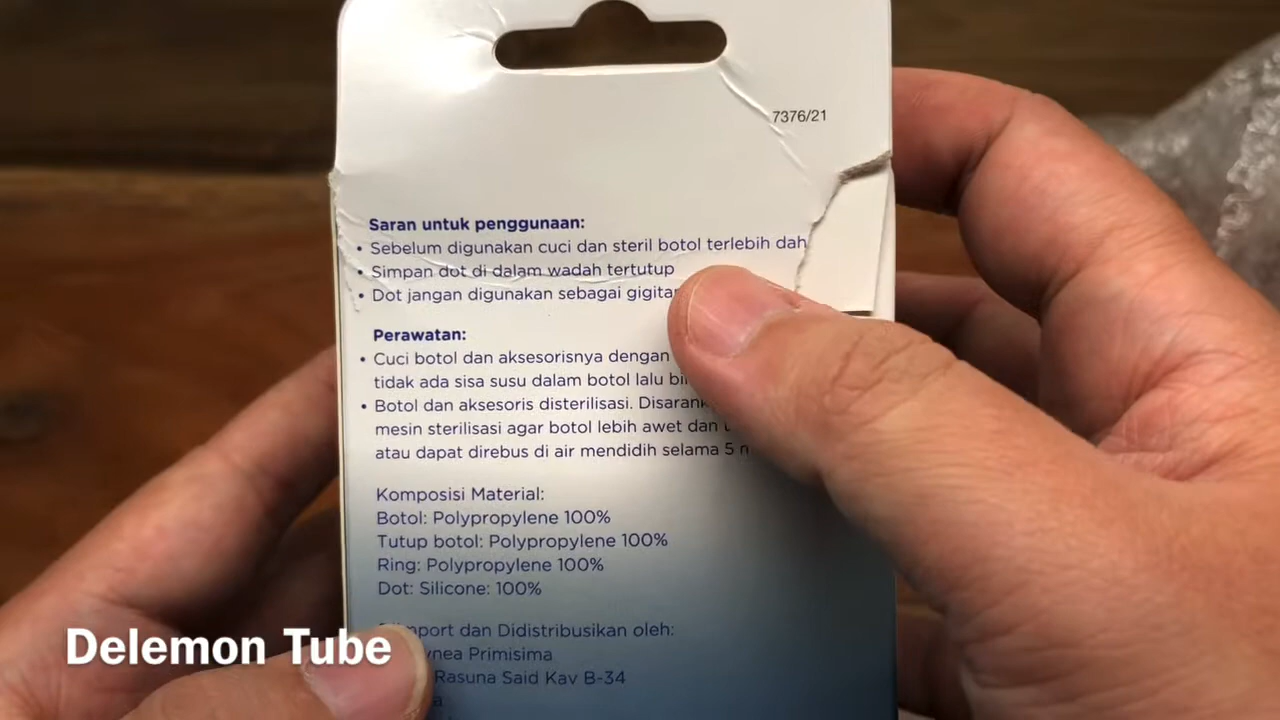 7376/21
Saran untuk penggunaan:
• Sebelum digunakan cuci dan steril botol terlebih dah
• Simpan dot di dalam wadah tertutup
• Dot jangan digunakan sebagai
Perawatan:
• Cuci botol dan aksesorisnya dengan
tidak ada sisa susu dalam botol lalu
• Botol dan aksesoris disterilisasi.
mesin sterilisasi agar botol lebih awet dan
atau dapat direbus di air mendidih selama 5
Komposisi Material:
Botol: Polypropylene 100%
Tutup botol: Polypropylene 100%
Ring: Polypropylene 100%
Dot: Silicone: 100%
dan Didistribusikan oleh:
Primisima
Rasuna Said Kav B-34
Delemon Tube